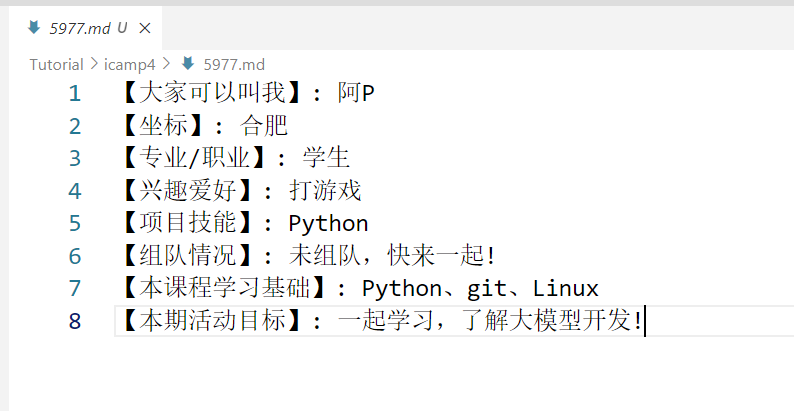 5977.md U ×
Tutorial > icamp4 > 5977.md
1 【大家可以叫我】: 阿P
2 【坐标】: 合肥
3 【专业/职业】: 学生
4 【兴趣爱好】: 打游戏
5 【项目技能】: Python
6 【组队情况】: 未组队，快来一起!
7 【本课程学习基础】: Python、git、Linux
8 【本期活动目标】: 一起学习，了解大模型开发!